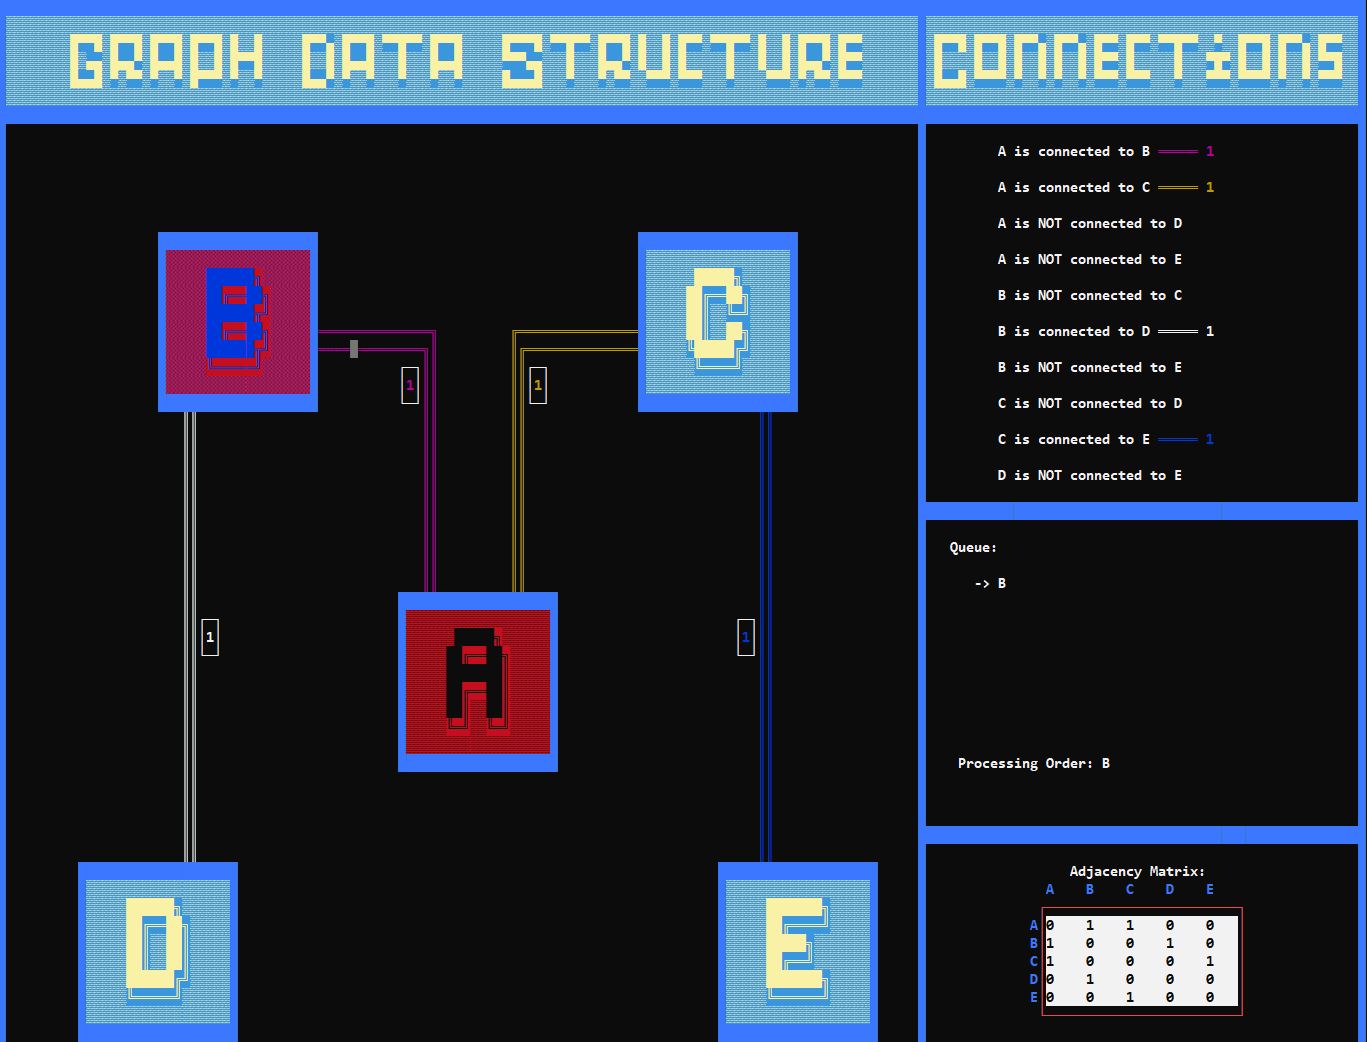 GRAPH DATA STRUCTURE
CONNECTIONS
A is connected to B ═════ 1
A is connected to C ═════ 1
A is NOT connected to D
A is NOT connected to E
B is NOT connected to C
B is connected to D ═════ 1
B is NOT connected to E
C is NOT connected to D
C is connected to E ═════ 1
D is NOT connected to E
B
C
1
1
A
1
1
D
E
Queue:
-> B
Processing Order: B
Adjacency Matrix:
A B C D E
A 0 1 1 0 0
B 1 0 0 1 0
C 1 0 0 0 1
D 0 1 0 0 0
E 0 0 1 0 0